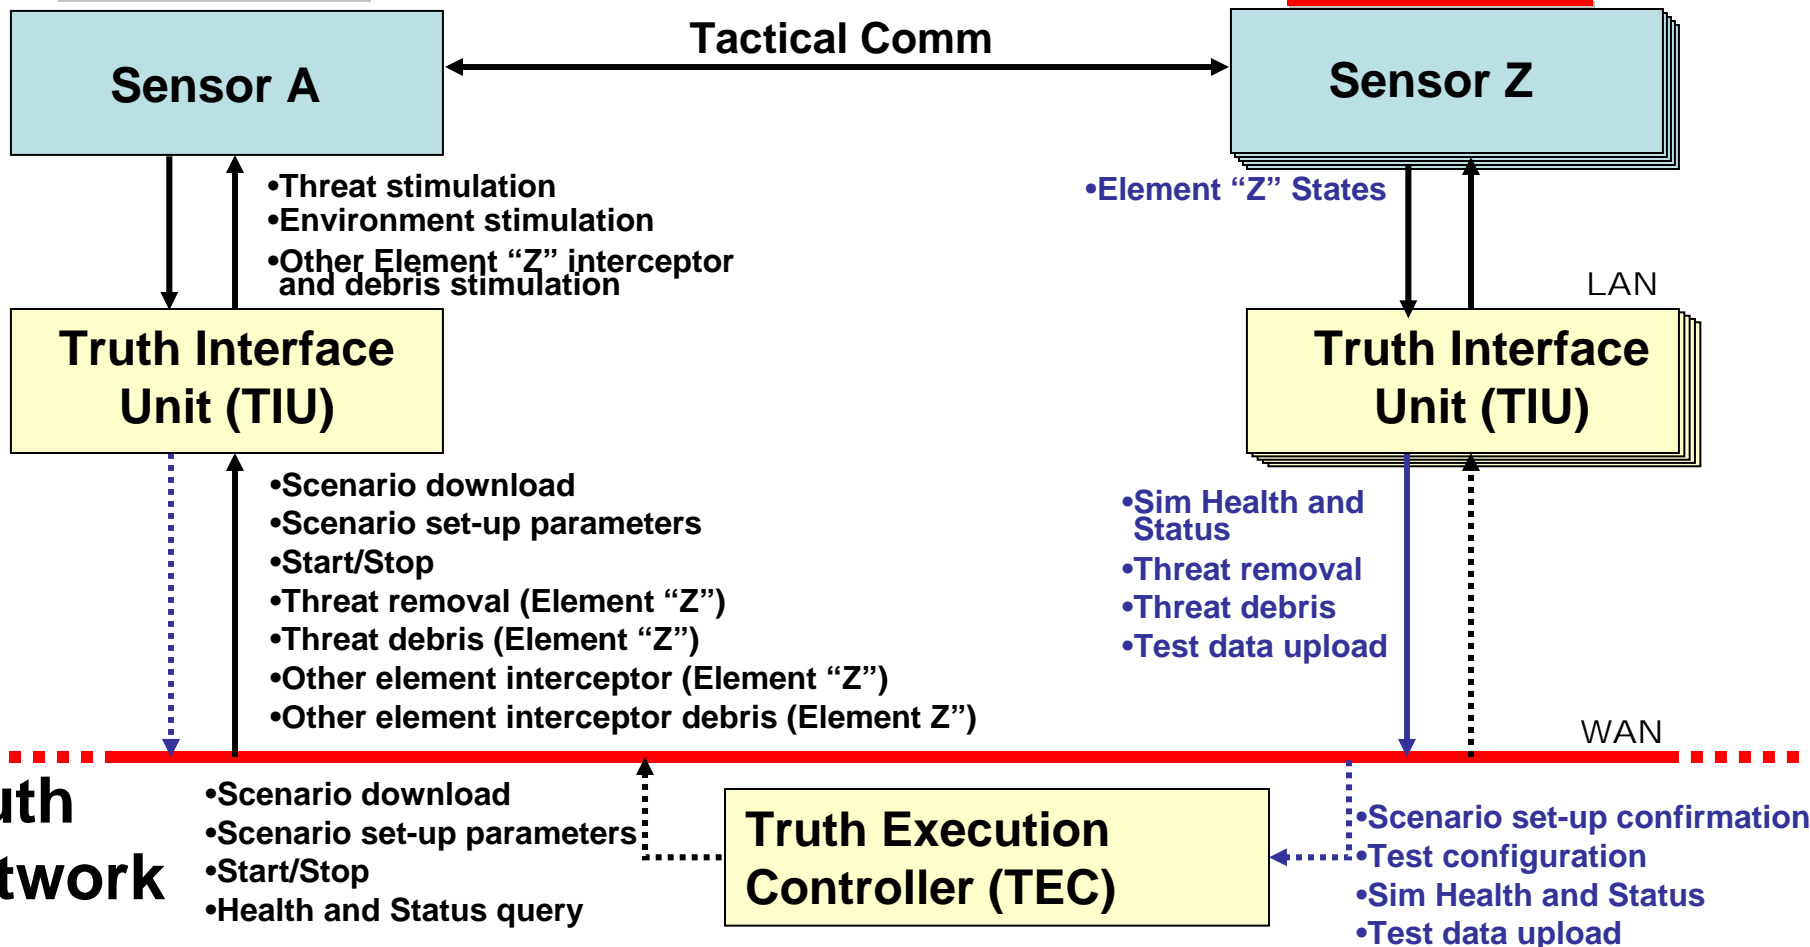 Tactical Comm
Sensor A
Sensor Z
•Threat stimulation
•Environment stimulation
•Other Element “Z” interceptor
and debris stimulation
•Element “Z” States
LAN
Truth Interface
Unit (TIU)
Truth Interface
Unit (TIU)
•Scenario download
•Scenario set-up parameters
•Start/Stop
•Threat removal (Element “Z”)
•Threat debris (Element “Z”)
•Other element interceptor (Element “Z”)
•Other element interceptor debris (Element Z”)
•Sim Health and
Status
•Threat removal
•Threat debris
•Test data upload
WAN
uth
twork
•Scenario download
•Scenario set-up parameters
•Start/Stop
•Health and Status query
Truth Execution
Controller (TEC)
•Scenario set-up confirmation
•Test configuration
•Sim Health and Status
•Test data upload